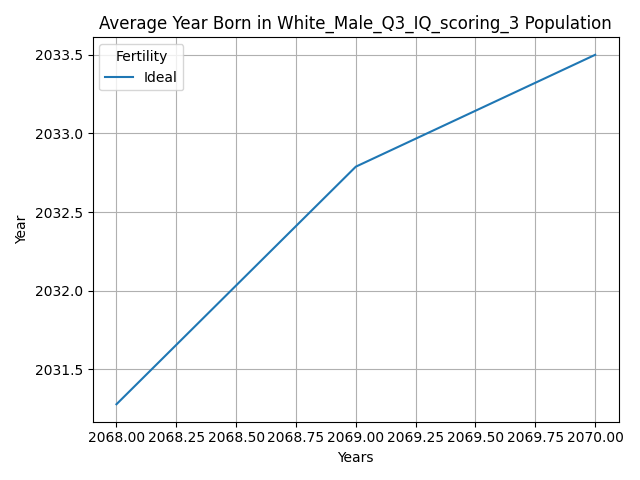 Average Year Born in White_Male_Q3_IQ_scoring_3 Population
Fertility
Ideal
2033.5
2033.0
2032.5
2032.0
2031.5
Year
2068.00 2068.25 2068.50 2068.75 2069.00 2069.25 2069.50 2069.75 2070.00
Years